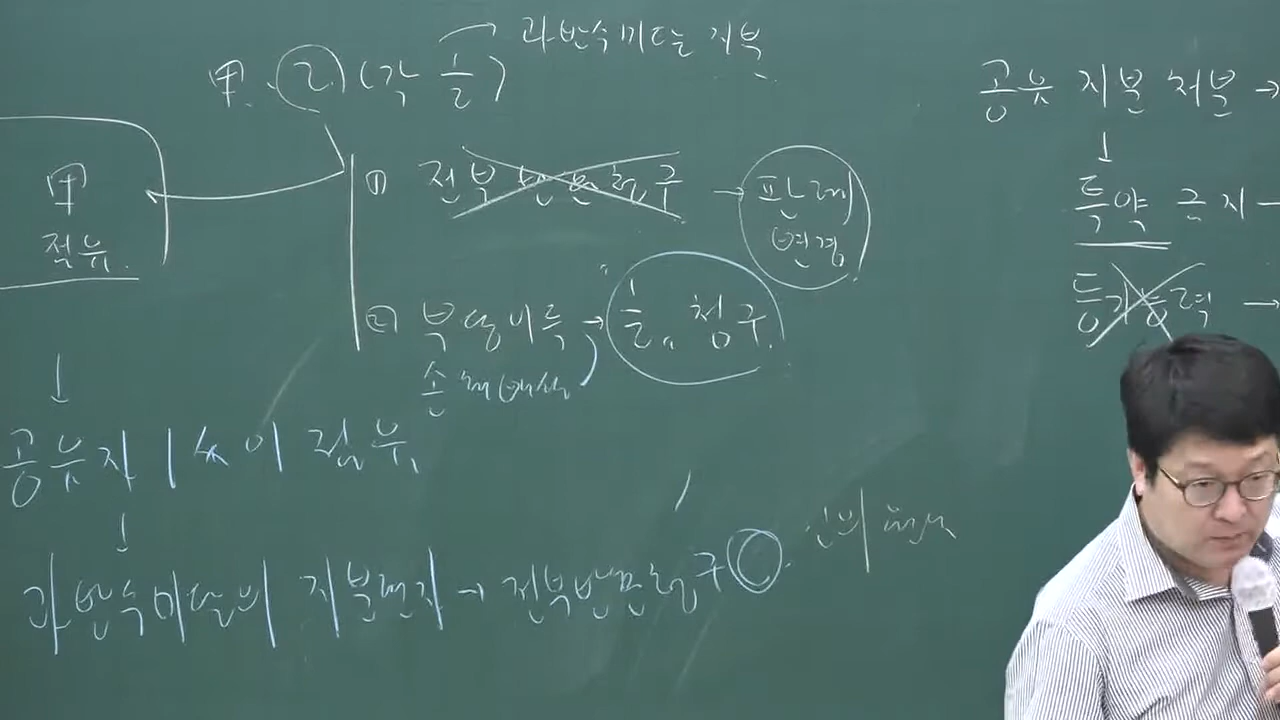 과반수미달 지분
甲. 乙 (각 1/2)
공유 지분 처분 →
↓
특약 금지 -
등기능력 →
甲
점유.
① 전부 반환청구 → 판례 변경
② 부당이득 → 1/2 청구.
손해배상
↓
공유자 1人이 점유.
↓
과반수미달의 지분권자 → 전부반환청구 ○.